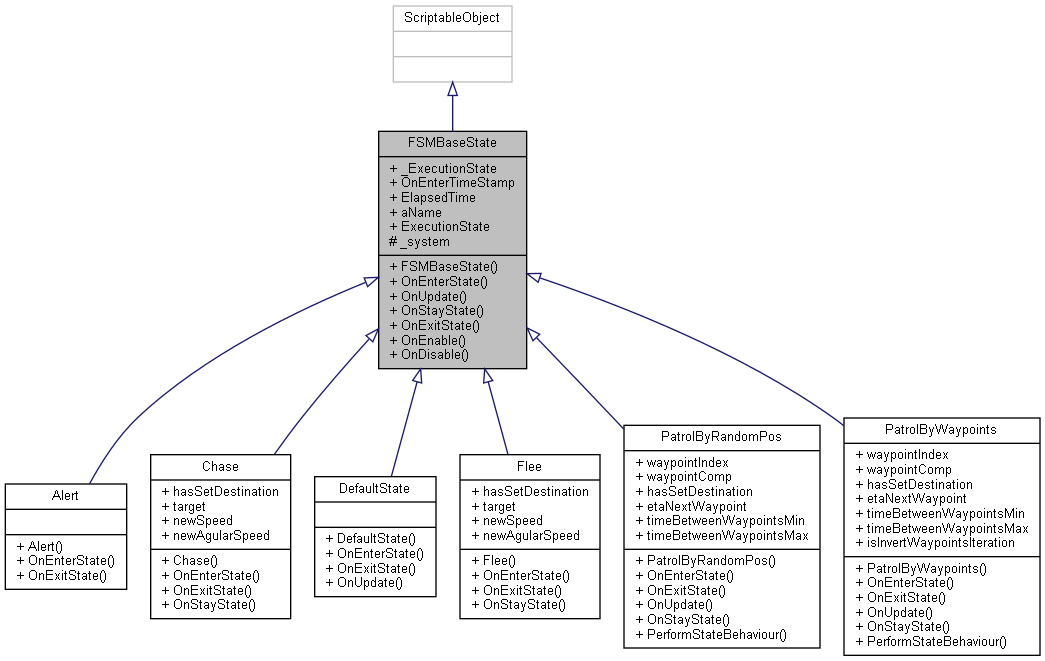 ScriptableObject
FSMBaseState
+ _ExecutionState
+ OnEnterTimeStamp
+ ElapsedTime
+ aName
+ ExecutionState
# _system
+ FSMBaseState()
+ OnEnterState()
+ OnUpdate()
+ OnStayState()
+ OnExitState()
+ OnEnable()
+ OnDisable()
Alert
+ Alert()
+ OnEnterState()
+ OnExitState()
Chase
+ hasSetDestination
+ target
+ newSpeed
+ newAgularSpeed
+ Chase()
+ OnEnterState()
+ OnExitState()
+ OnStayState()
DefaultState
+ DefaultState()
+ OnEnterState()
+ OnExitState()
+ OnUpdate()
Flee
+ hasSetDestination
+ target
+ newSpeed
+ newAgularSpeed
+ Flee()
+ OnEnterState()
+ OnExitState()
+ OnStayState()
PatrolByRandomPos
+ waypointIndex
+ waypointComp
+ hasSetDestination
+ etaNextWaypoint
+ timeBetweenWaypointsMin
+ timeBetweenWaypointsMax
+ PatrolByRandomPos()
+ OnEnterState()
+ OnExitState()
+ OnUpdate()
+ OnStayState()
+ PerformStateBehaviour()
PatrolByWaypoints
+ waypointIndex
+ waypointComp
+ hasSetDestination
+ etaNextWaypoint
+ timeBetweenWaypointsMin
+ timeBetweenWaypointsMax
+ isInvertWaypointsIteration
+ PatrolByWaypoints()
+ OnEnterState()
+ OnExitState()
+ OnUpdate()
+ OnStayState()
+ PerformStateBehaviour()